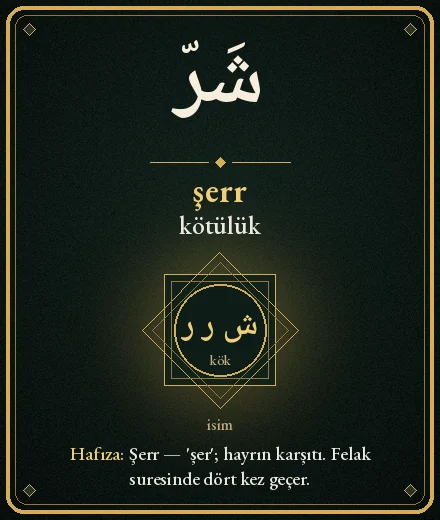 شَرّ
şerr
kötülük
ش ر ر
kök
isim
Hafıza: Şerr — 'şer'; hayrın karşıtı. Felak
suresinde dört kez geçer.